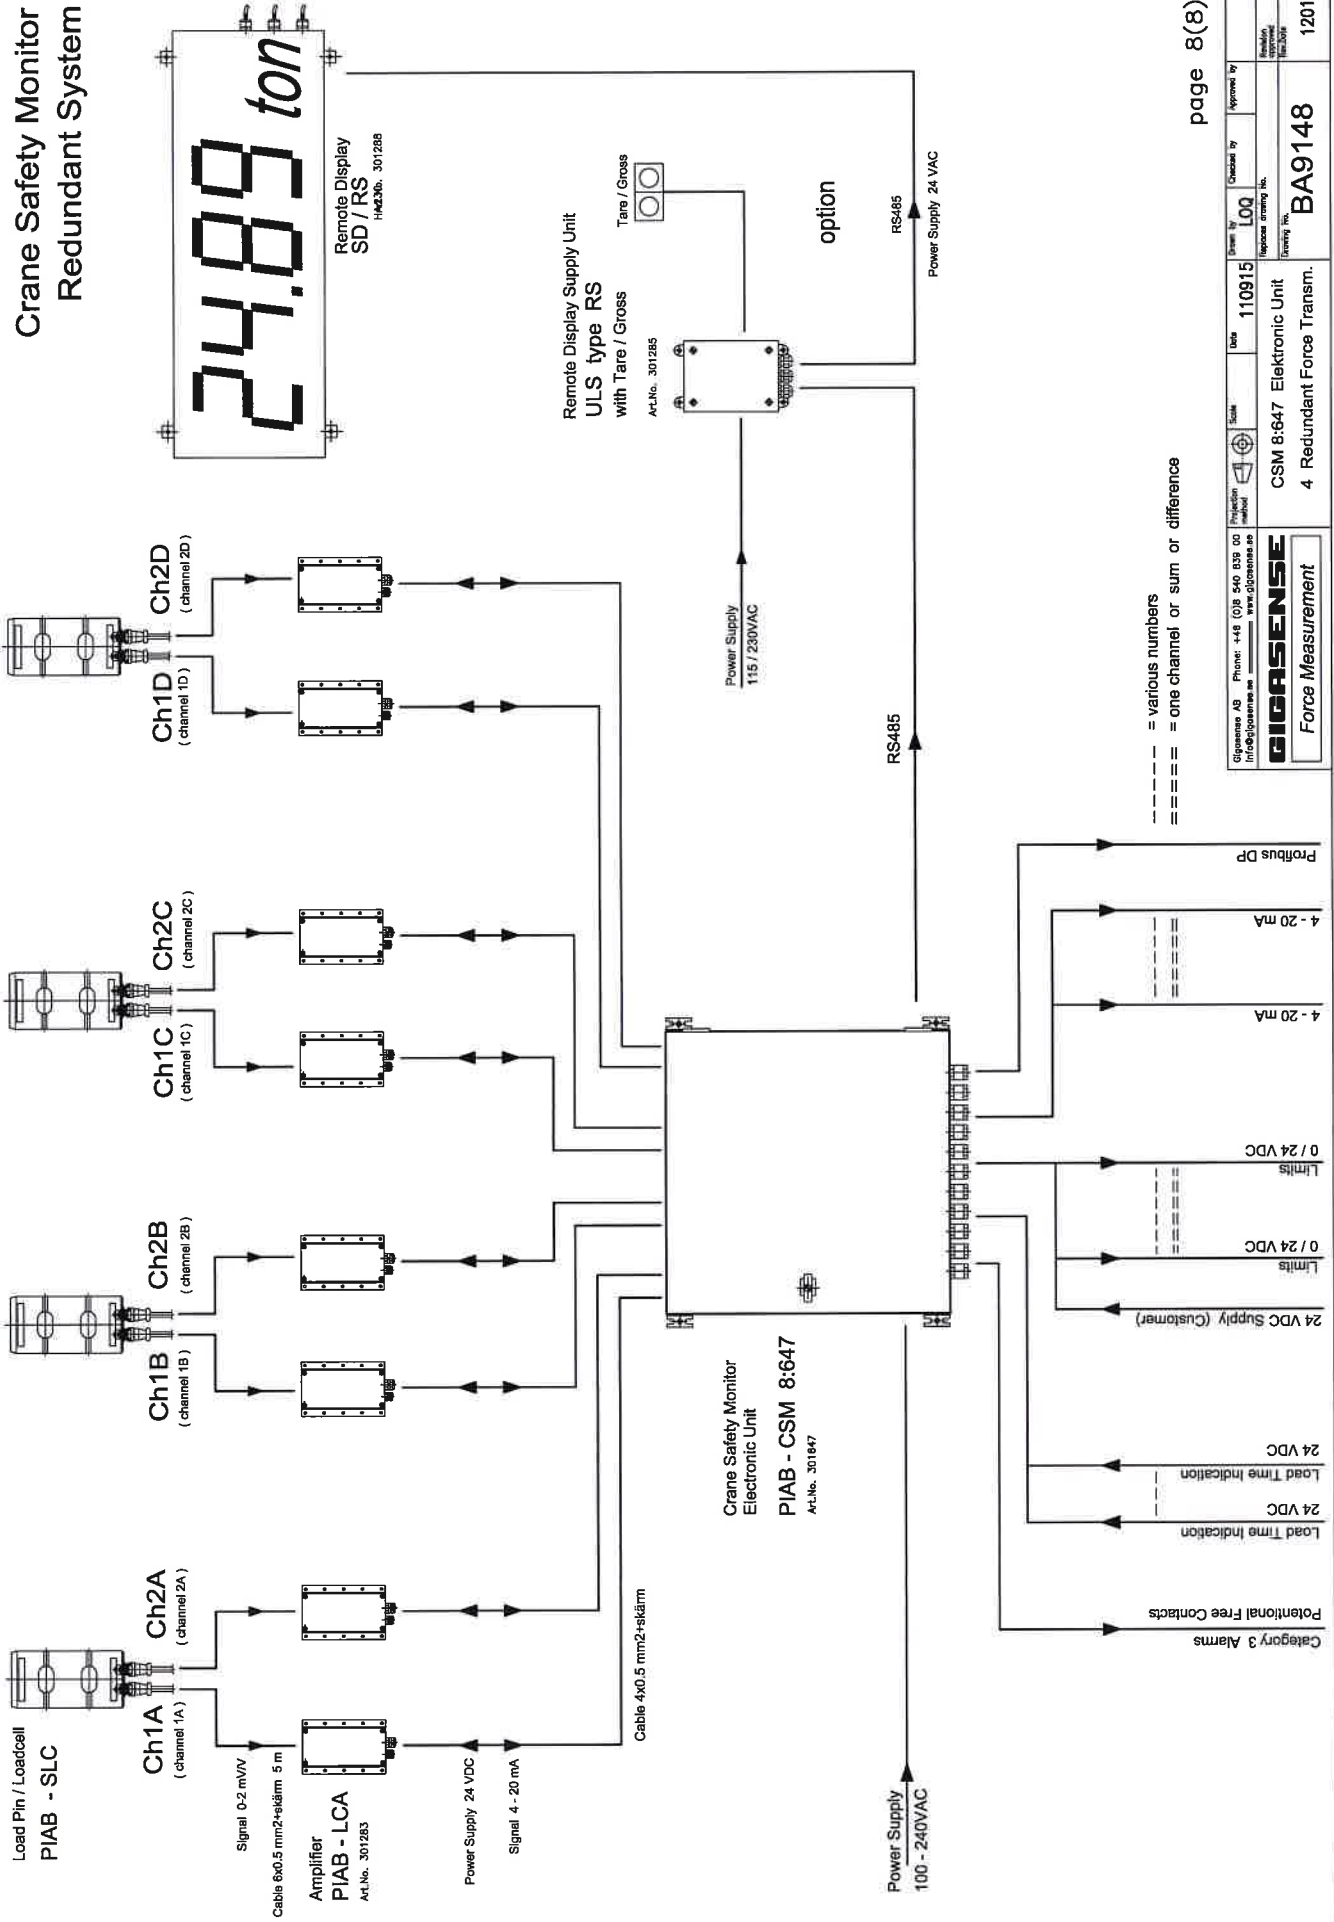 Crane Safety Monitor
Redundant System
Load Pin / Loadcell
PIAB - SLC
Ch1A
( channel 1A )
Ch2A
( channel 2A )
Ch1B
( channel 1B )
Ch2B
( channel 2B )
Ch1C
( channel 1C )
Ch2C
( channel 2C )
Ch1D
( channel 1D )
Ch2D
( channel 2D )
24.89 ton
Remote Display
SD / RS
301288
Signal 0-2 mV/V
Cable 6x0.5 mm2+skärm 5 m
Amplifier
PIAB - LCA
Art.No. 301283
Power Supply 24 VDC
Signal 4 - 20 mA
Cable 4x0.5 mm2+skärm
Remote Display Supply Unit
ULS type RS
with Tare / Gross
Art.No. 301285
Tare / Gross
Power Supply
115 / 230VAC
option
RS485
Power Supply 24 VAC
RS485
Crane Safety Monitor
Electronic Unit
PIAB - CSM 8:647
Art.No. 301647
Power Supply
100 - 240VAC
Category 3 Alarms
Potentional Free Contacts
Load Time Indication
24 VDC
Load Time Indication
24 VDC
24 VDC Supply (Customer)
Limits
0 / 24 VDC
Limits
0 / 24 VDC
4 - 20 mA
4 - 20 mA
Profibus DP
----- = various numbers
===== = one channel or sum or difference
page 8(8)
Gigasense AB Phone: +46 (0)8 540 839 00
info@gigasense.se www.gigasense.se
GIGASENSE
Force Measurement
Projection
method
Scale
Date
110915
Drawn by
LOQ
Checked by
Approved by
CSM 8:647 Elektronic Unit
4 Redundant Force Transm.
Replaces drawing No.
Drawing No.
BA9148
Revision
approved
Rev.Date
1201